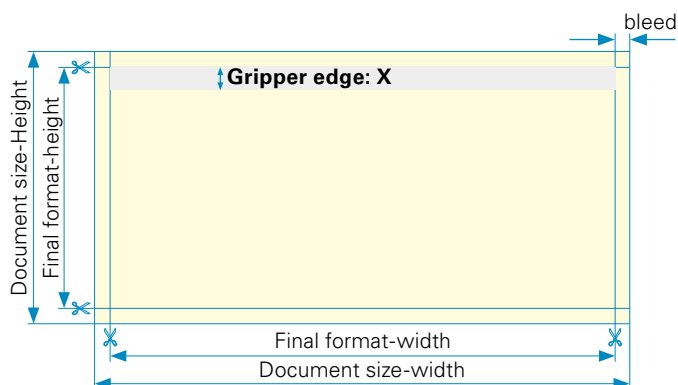 bleed
Gripper edge: X
Document size-Height
Final format-height
Final format-width
Document size-width